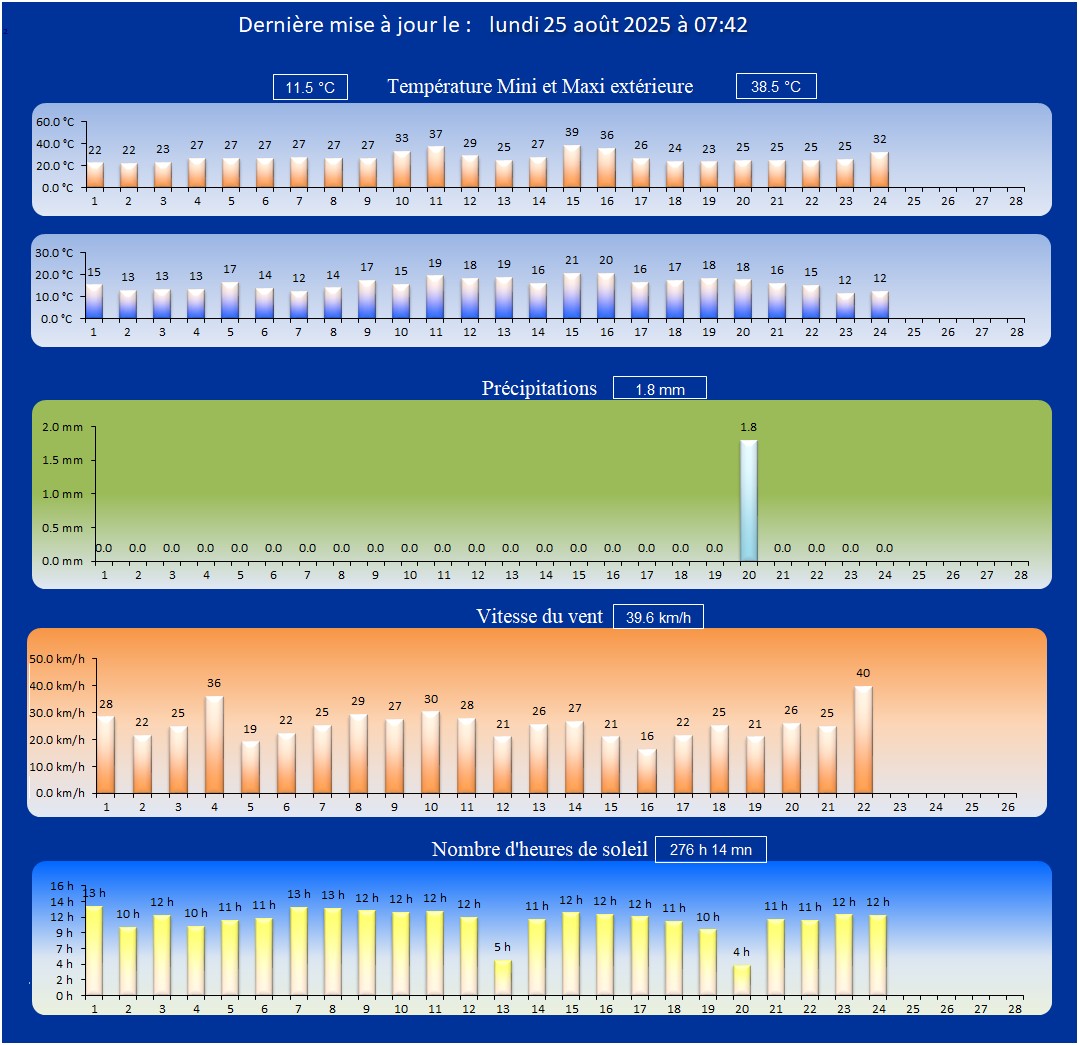 Dernière mise à jour le : lundi 25 août 2025 à 07:42
11.5 °C Température Mini et Maxi extérieure 38.5 °C
60.0 °C
40.0 °C
20.0 °C
0.0 °C
22 22 23 27 27 27 27 27 27 33 37 29 25 27 39 36 26 24 23 25 25 25 25 32
1 2 3 4 5 6 7 8 9 10 11 12 13 14 15 16 17 18 19 20 21 22 23 24 25 26 27 28
30.0 °C
20.0 °C
10.0 °C
0.0 °C
15 13 13 13 17 14 12 14 17 15 19 18 19 16 21 20 16 17 18 18 16 15 12 12
1 2 3 4 5 6 7 8 9 10 11 12 13 14 15 16 17 18 19 20 21 22 23 24 25 26 27 28
Précipitations 1.8 mm
2.0 mm
1.5 mm
1.0 mm
0.5 mm
0.0 mm
0.0 0.0 0.0 0.0 0.0 0.0 0.0 0.0 0.0 0.0 0.0 0.0 0.0 0.0 0.0 0.0 0.0 0.0 0.0 1.8 0.0 0.0 0.0 0.0
1 2 3 4 5 6 7 8 9 10 11 12 13 14 15 16 17 18 19 20 21 22 23 24 25 26 27 28
Vitesse du vent 39.6 km/h
50.0 km/h
40.0 km/h
30.0 km/h
20.0 km/h
10.0 km/h
0.0 km/h
28 22 25 36 19 22 25 29 27 30 28 21 26 27 21 16 22 25 21 26 25 40
1 2 3 4 5 6 7 8 9 10 11 12 13 14 15 16 17 18 19 20 21 22 23 24 25 26
Nombre d'heures de soleil 276 h 14 mn
16 h
14 h
12 h
9 h
7 h
4 h
2 h
0 h
13 h 10 h 12 h 10 h 11 h 11 h 13 h 13 h 12 h 12 h 12 h 12 h 5 h 11 h 12 h 12 h 12 h 11 h 10 h 4 h 11 h 11 h 12 h 12 h
1 2 3 4 5 6 7 8 9 10 11 12 13 14 15 16 17 18 19 20 21 22 23 24 25 26 27 28